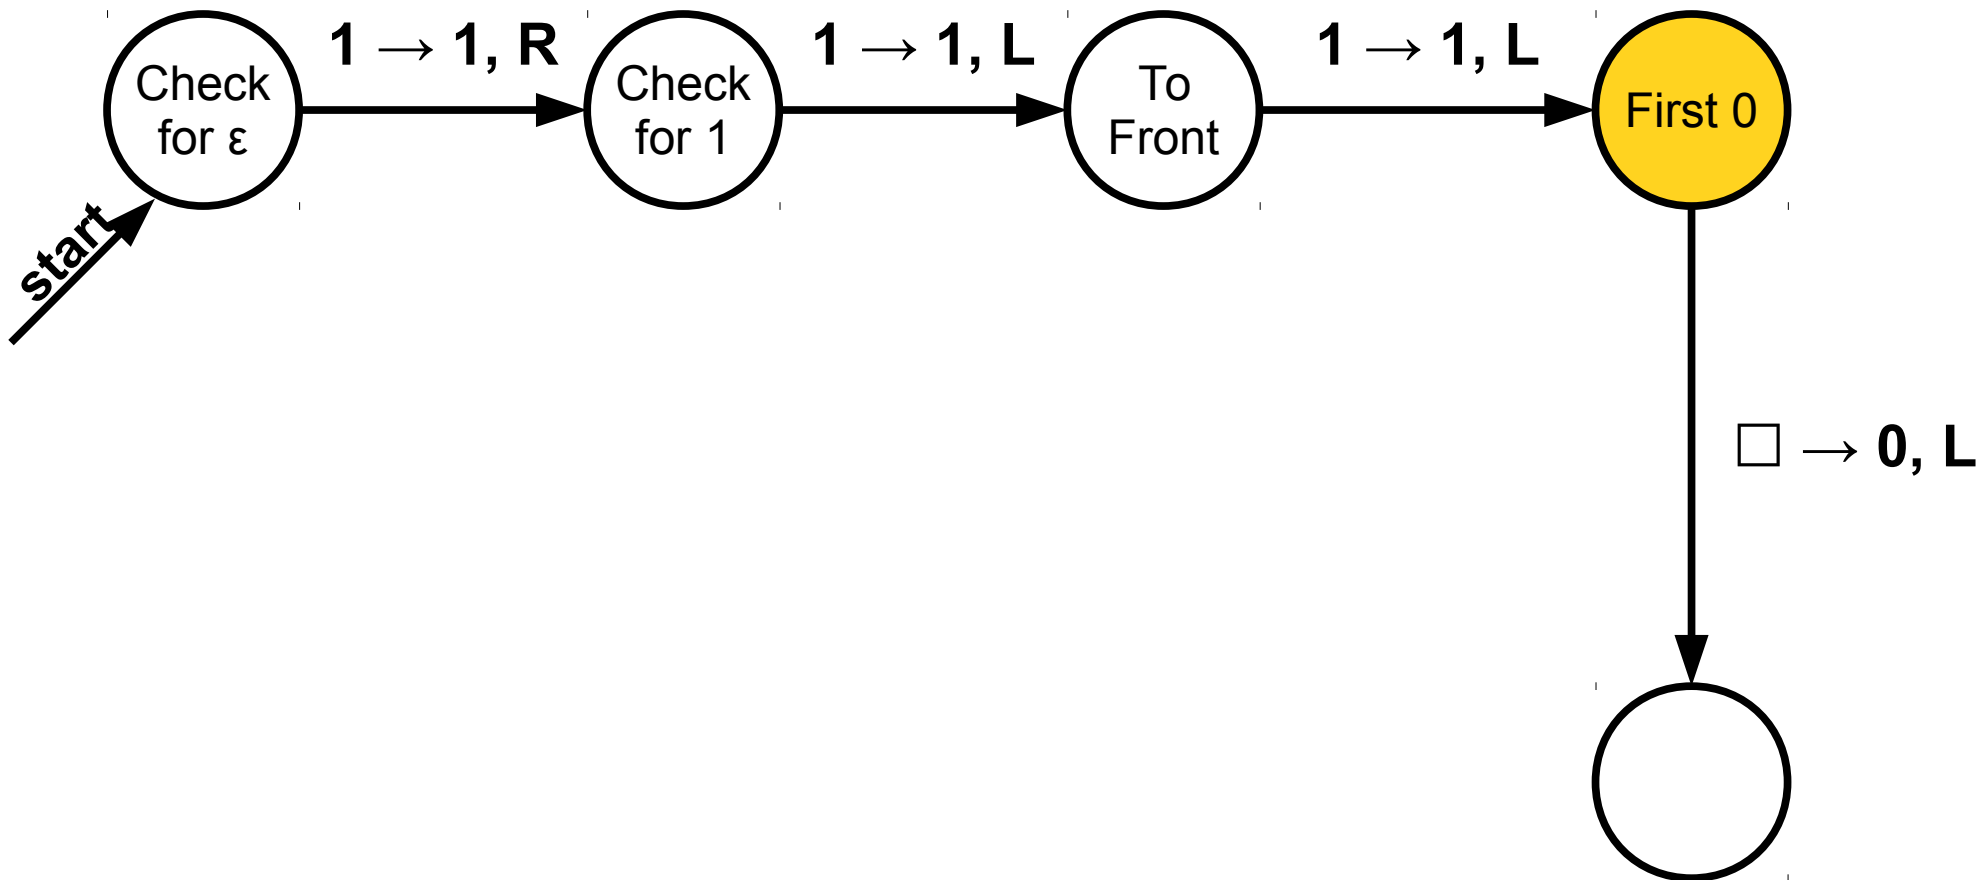 1 → 1, R
1 → 1, L
1 → 1, L
Check
for ε
Check
for 1
To
Front
First 0
start
□ → 0, L